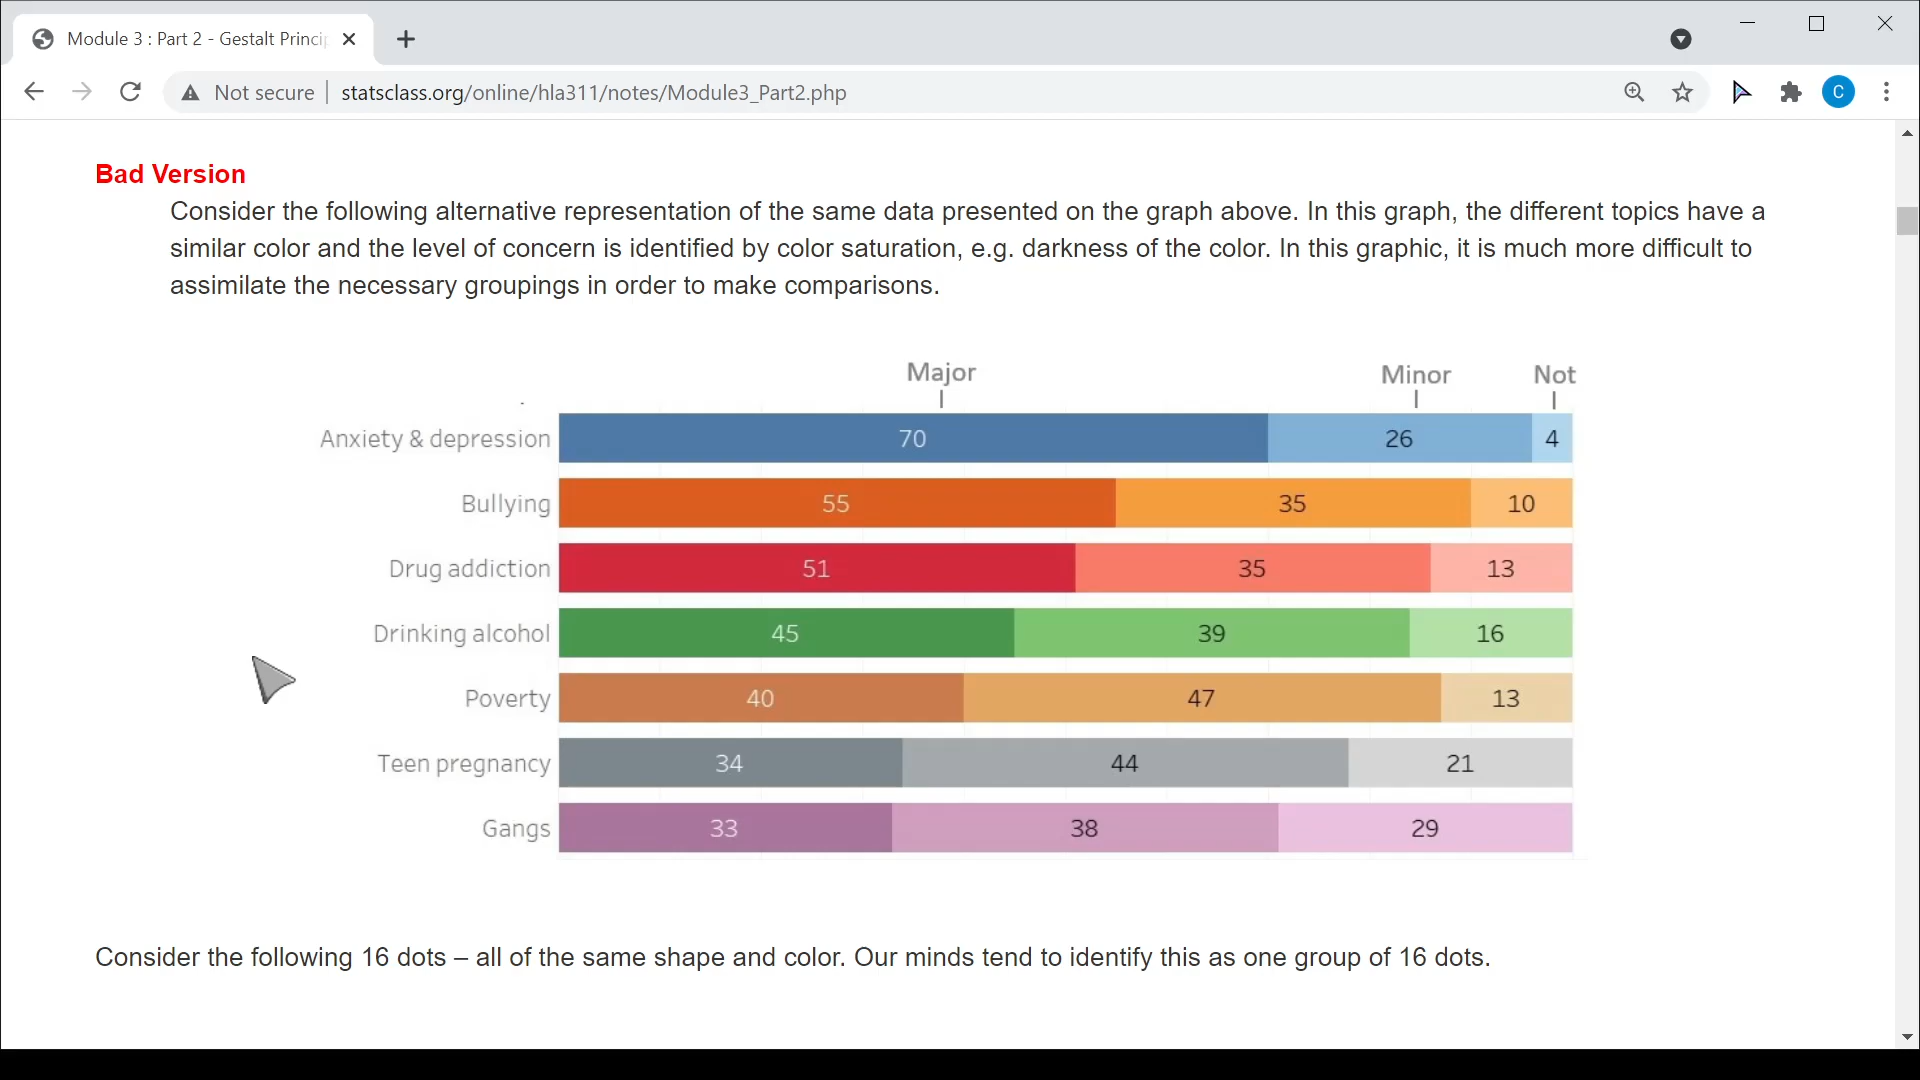 Module 3 : Part 2 - Gestalt Princip
Not secure
statsclass.org/online/hla311/notes/Module3_Part2.php
C
Bad Version
Consider the following alternative representation of the same data presented on the graph above. In this graph, the different topics have a
similar color and the level of concern is identified by color saturation, e.g. darkness of the color. In this graphic, it is much more difficult to
assimilate the necessary groupings in order to make comparisons.
Major Minor Not
Anxiety & depression 70 26 4
Bullying 55 35 10
Drug addiction 51 35 13
Drinking alcohol 45 39 16
Poverty 40 47 13
Teen pregnancy 34 44 21
Gangs 33 38 29
Consider the following 16 dots – all of the same shape and color. Our minds tend to identify this as one group of 16 dots.